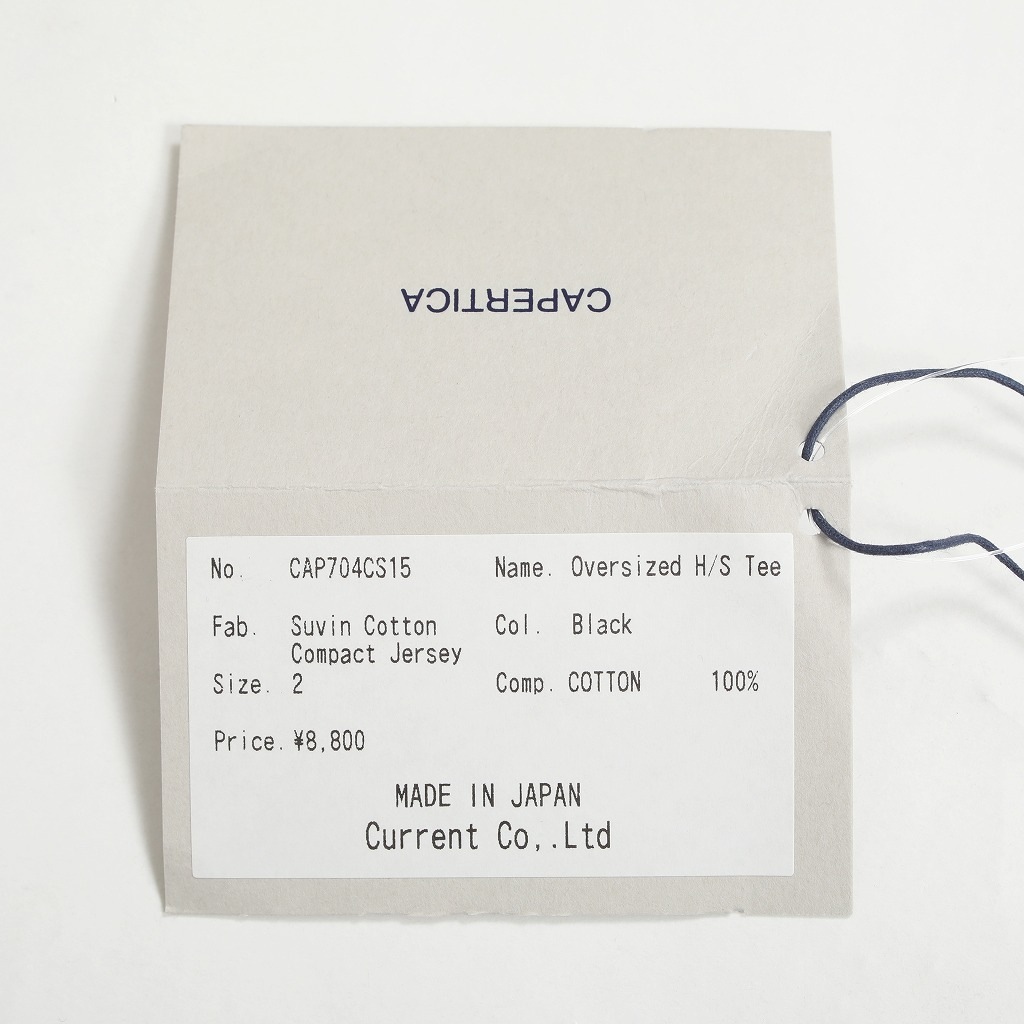 CAPERTICA
No. CAP704CS15 Name. Oversized H/S Tee
Fab. Suvin Cotton Col. Black
Compact Jersey
Size. 2 Comp. COTTON 100%
Price. ¥8,800
MADE IN JAPAN
Current Co,.Ltd